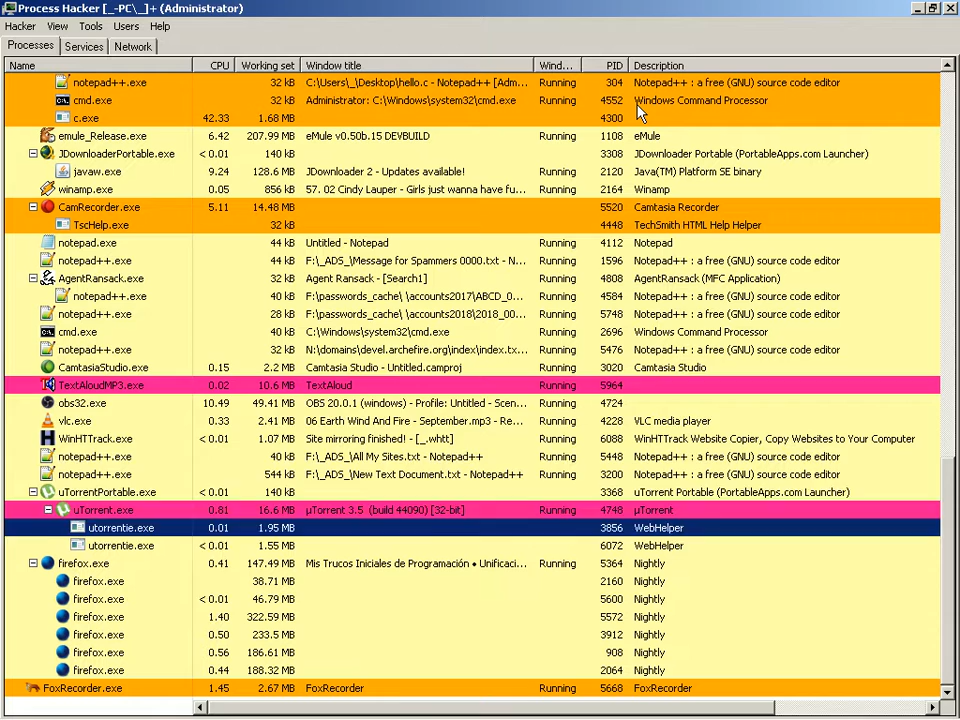 Process Hacker [_-PC\_]+ (Administrator)
Hacker View Tools Users Help
Processes Services Network
Name CPU Working set Window title Wind... PID Description
notepad++.exe 32 kB C:\Users\_\Desktop\hello.c - Notepad++ [Adm... Running 304 Notepad++ : a free (GNU) source code editor
cmd.exe 32 kB Administrator: C:\Windows\system32\cmd.exe Running 4552 Windows Command Processor
c.exe 42.33 1.68 MB 4300
emule_Release.exe 6.42 207.99 MB eMule v0.50b.15 DEVBUILD Running 1108 eMule
JDownloaderPortable.exe < 0.01 140 kB 3308 JDownloader Portable (PortableApps.com Launcher)
javaw.exe 9.24 128.6 MB JDownloader 2 - Updates available! Running 2120 Java(TM) Platform SE binary
winamp.exe 0.05 856 kB 57. 02 Cindy Lauper - Girls just wanna have fu... Running 2164 Winamp
CamRecorder.exe 5.11 14.48 MB 5520 Camtasia Recorder
TscHelp.exe 32 kB 4448 TechSmith HTML Help Helper
notepad.exe 44 kB Untitled - Notepad Running 4112 Notepad
notepad++.exe 44 kB F:\_ADS_\Message for Spammers 0000.txt - N... Running 1596 Notepad++ : a free (GNU) source code editor
AgentRansack.exe 32 kB Agent Ransack - [Search1] Running 4808 AgentRansack (MFC Application)
notepad++.exe 40 kB F:\passwords_cache\ \accounts2017\ABCD_0... Running 4584 Notepad++ : a free (GNU) source code editor
notepad++.exe 28 kB F:\passwords_cache\ \accounts2018\2018_00... Running 5748 Notepad++ : a free (GNU) source code editor
cmd.exe 40 kB C:\Windows\system32\cmd.exe Running 2696 Windows Command Processor
notepad++.exe 40 kB N:\domains\devel.archefire.org\index\index.tx... Running 5476 Notepad++ : a free (GNU) source code editor
CamtasiaStudio.exe 0.15 2.2 MB Camtasia Studio - Untitled.camproj Running 3020 Camtasia Studio
TextAloudMP3.exe 0.02 10.6 MB TextAloud Running 5964
obs32.exe 10.49 49.41 MB OBS 20.0.1 (windows) - Profile: Untitled - Scen... Running 4724
vlc.exe 0.33 2.41 MB 06 Earth Wind And Fire - September.mp3 - Re... Running 4228 VLC media player
WinHTTrack.exe < 0.01 1.07 MB Site mirroring finished! - [_.whtt] Running 6088 WinHTTrack Website Copier, Copy Websites to Your Computer
notepad++.exe 40 kB F:\_ADS_\All My Sites.txt - Notepad++ Running 5448 Notepad++ : a free (GNU) source code editor
notepad++.exe 544 kB F:\_ADS_\New Text Document.txt - Notepad++ Running 3200 Notepad++ : a free (GNU) source code editor
uTorrentPortable.exe < 0.01 140 kB 3368 uTorrent Portable (PortableApps.com Launcher)
uTorrent.exe 0.81 16.6 MB µTorrent 3.5 (build 44090) [32-bit] Running 4748 µTorrent
utorrentie.exe 0.01 1.95 MB 3856 WebHelper
utorrentie.exe < 0.01 1.55 MB 6072 WebHelper
firefox.exe 0.41 147.49 MB Mis Trucos Iniciales de Programación • Unificaci... Running 5364 Nightly
firefox.exe 38.71 MB 2160 Nightly
firefox.exe < 0.01 46.79 MB 5600 Nightly
firefox.exe 1.40 322.59 MB 5572 Nightly
firefox.exe 0.50 233.5 MB 3912 Nightly
firefox.exe 0.56 186.61 MB 908 Nightly
firefox.exe 0.44 188.32 MB 2064 Nightly
FoxRecorder.exe 1.45 2.67 MB FoxRecorder Running 5668 FoxRecorder